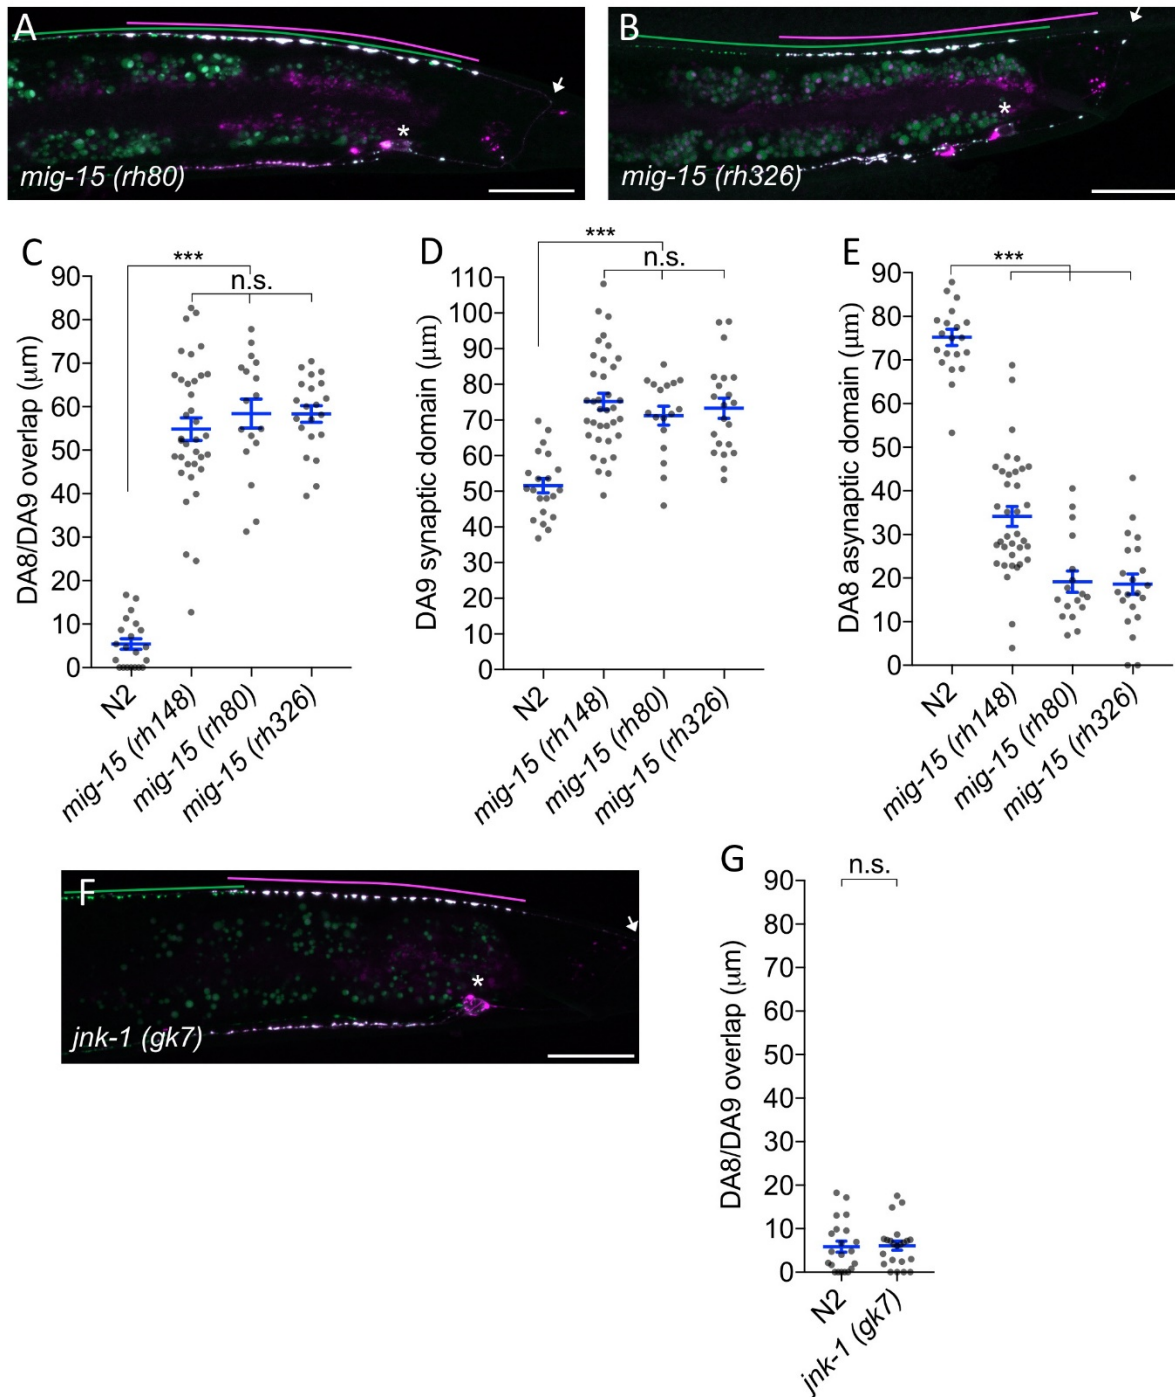 A
B
*
*
mig-15 (rh80)
mig-15 (rh326)
C
D
E
***
n.s.
***
n.s.
***
DA8/DA9 overlap (μm)
90
80
70
60
50
40
30
20
10
0
N2
mig-15 (rh148)
mig-15 (rh80)
mig-15 (rh326)
DA9 synaptic domain (μm)
110
100
90
80
70
60
50
40
30
20
10
0
N2
mig-15 (rh148)
mig-15 (rh80)
mig-15 (rh326)
DA8 asynaptic domain (μm)
90
80
70
60
50
40
30
20
10
0
N2
mig-15 (rh148)
mig-15 (rh80)
mig-15 (rh326)
F
*
jnk-1 (gk7)
G
n.s.
DA8/DA9 overlap (μm)
90
80
70
60
50
40
30
20
10
0
N2
jnk-1 (gk7)